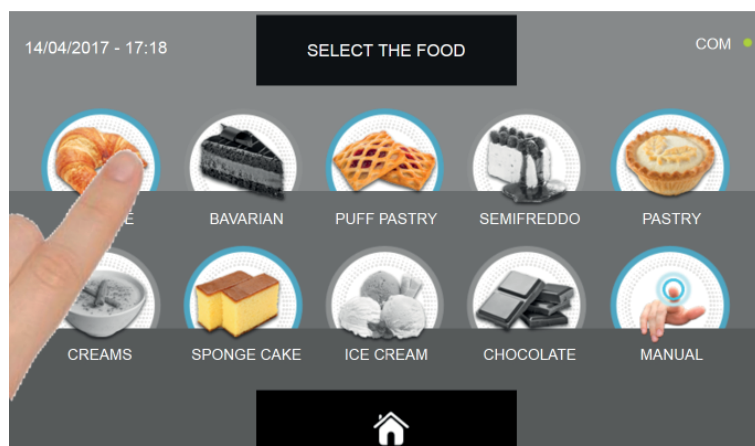 14/04/2017 - 17:18
SELECT THE FOOD
COM
BAVARIAN
PUFF PASTRY
SEMIFREDDO
PASTRY
CREAMS
SPONGE CAKE
ICE CREAM
CHOCOLATE
MANUAL